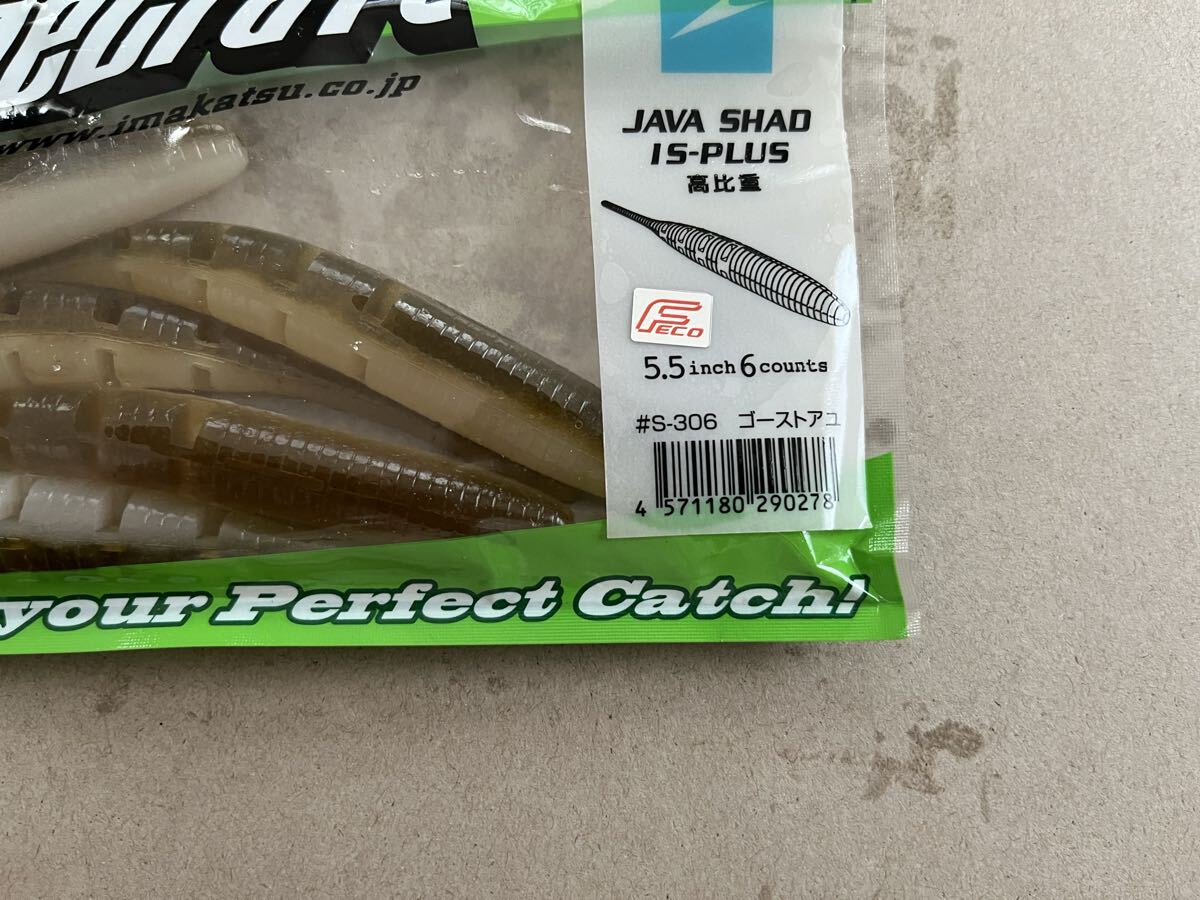 www.imakatsu.co.jp
JAVA SHAD
IS-PLUS
高比重
FECO
5.5 inch 6 counts
#S-306 ゴーストアユ
4 571180 290278
your Perfect Catch!